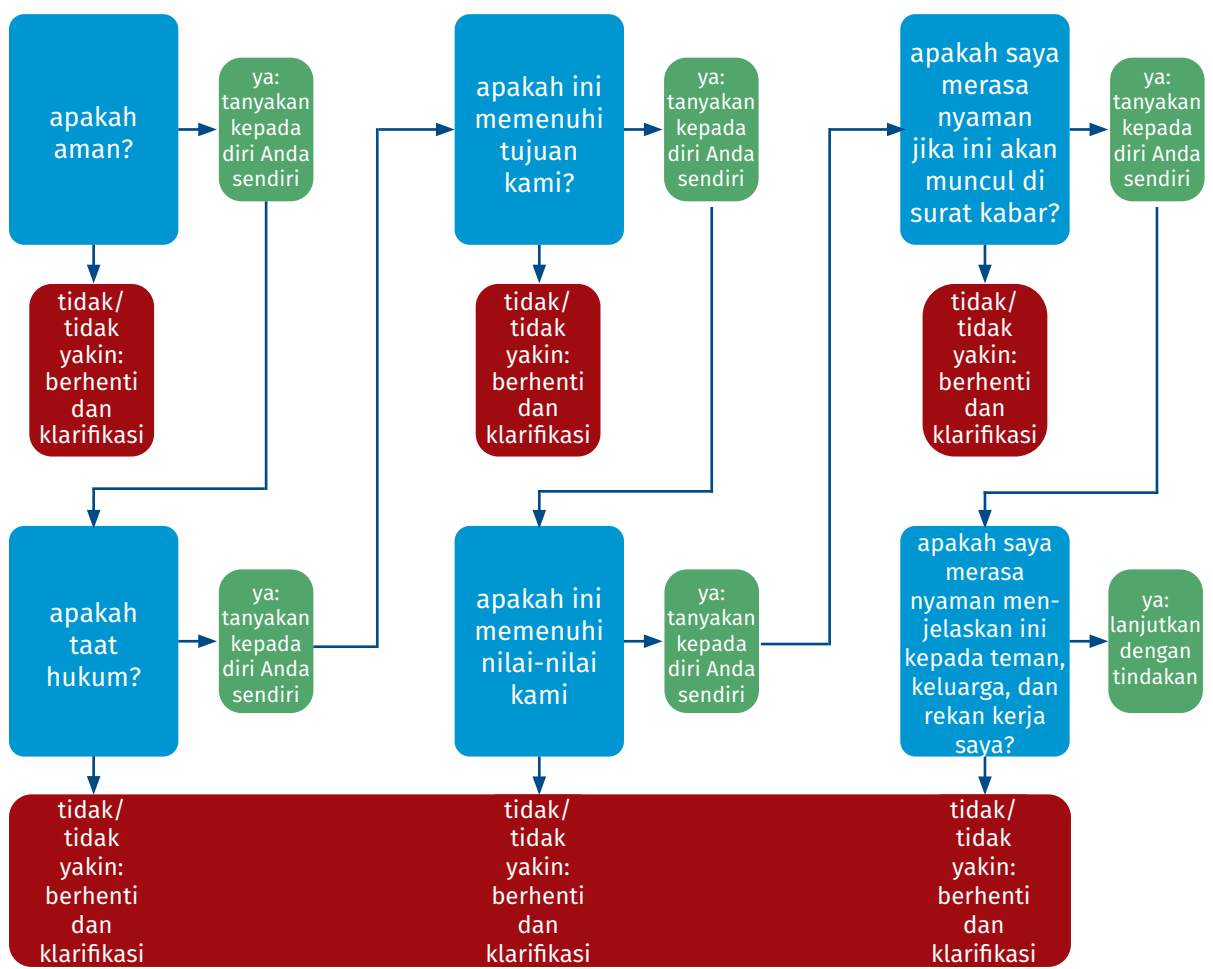 apakah
aman?
ya:
tanyakan
kepada
diri Anda
sendiri
tidak/
tidak
yakin:
berhenti
dan
klarifikasi
apakah
taat
hukum?
ya:
tanyakan
kepada
diri Anda
sendiri
tidak/
tidak
yakin:
berhenti
dan
klarifikasi
apakah ini
memenuhi
tujuan
kami?
ya:
tanyakan
kepada
diri Anda
sendiri
tidak/
tidak
yakin:
berhenti
dan
klarifikasi
apakah ini
memenuhi
nilai-nilai
kami
ya:
tanyakan
kepada
diri Anda
sendiri
tidak/
tidak
yakin:
berhenti
dan
klarifikasi
apakah saya
merasa
nyaman
jika ini akan
muncul di
surat kabar?
ya:
tanyakan
kepada
diri Anda
sendiri
tidak/
tidak
yakin:
berhenti
dan
klarifikasi
apakah saya
merasa
nyaman men-
jelaskan ini
kepada teman,
keluarga, dan
rekan kerja
saya?
ya:
lanjutkan
dengan
tindakan
tidak/
tidak
yakin:
berhenti
dan
klarifikasi